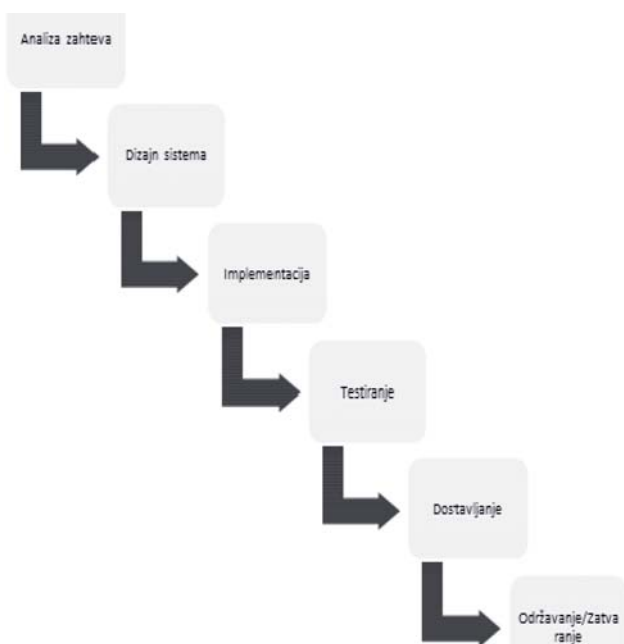 Analiza zahteva
Dizajn sistema
Implementacija
Testiranje
Dostavljanje
Održavanje/Zatva
ranje